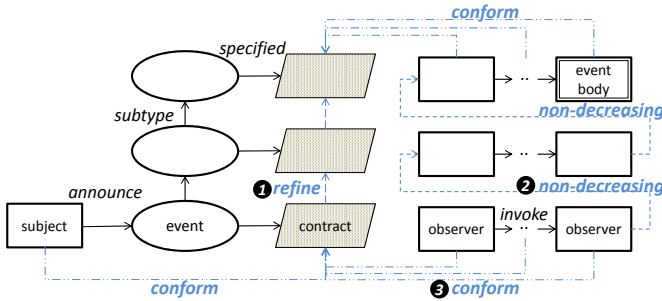 conform
specified
event
body
non-decreasing
subtype
announce
❶ refine
❷ non-decreasing
subject
event
contract
observer
invoke
··
observer
conform
❸ conform